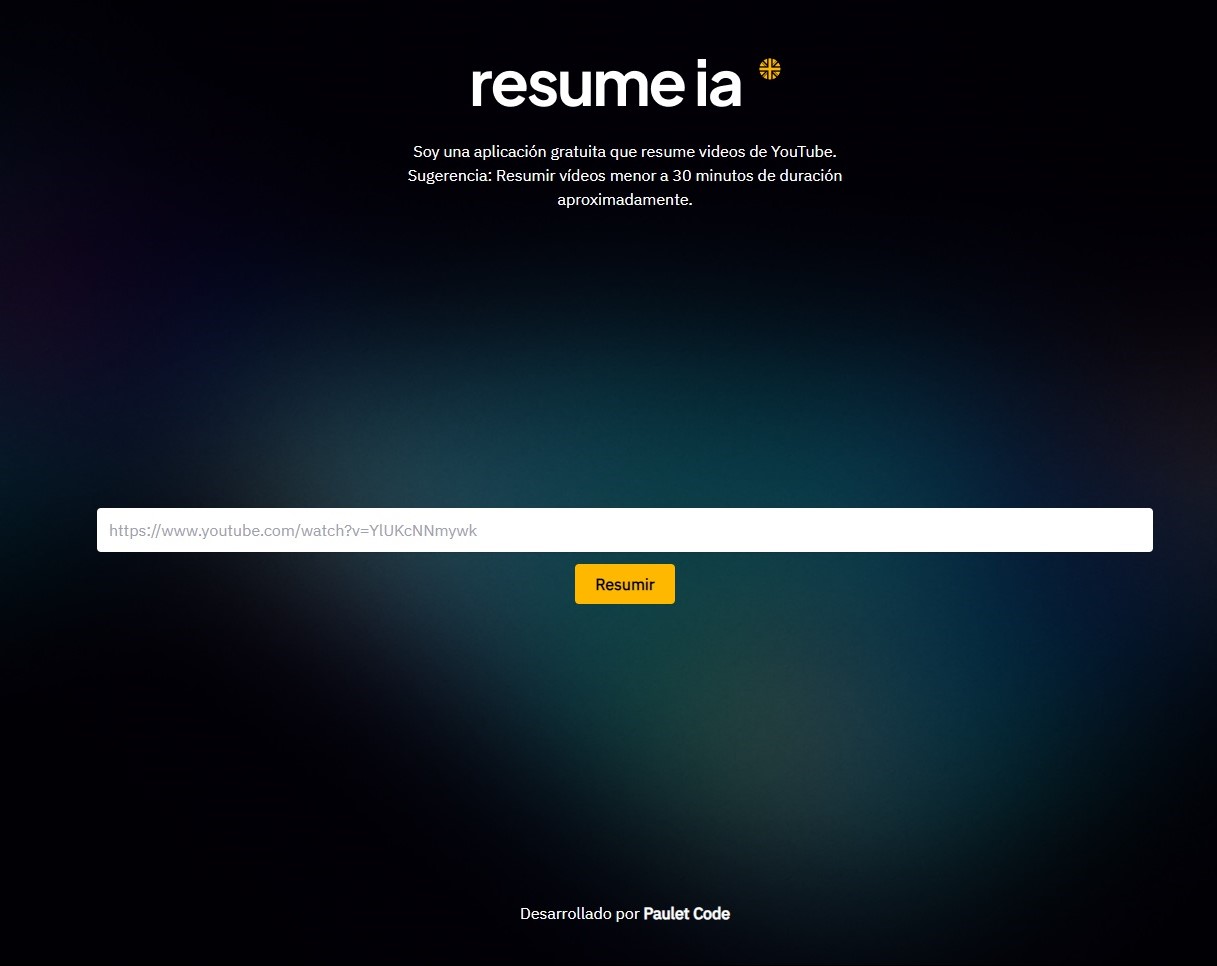 resume ia
Soy una aplicación gratuita que resume videos de YouTube.
Sugerencia: Resumir vídeos menor a 30 minutos de duración
aproximadamente.
https://www.youtube.com/watch?v=YlUKcNNmywk
Resumir
Desarrollado por Paulet Code